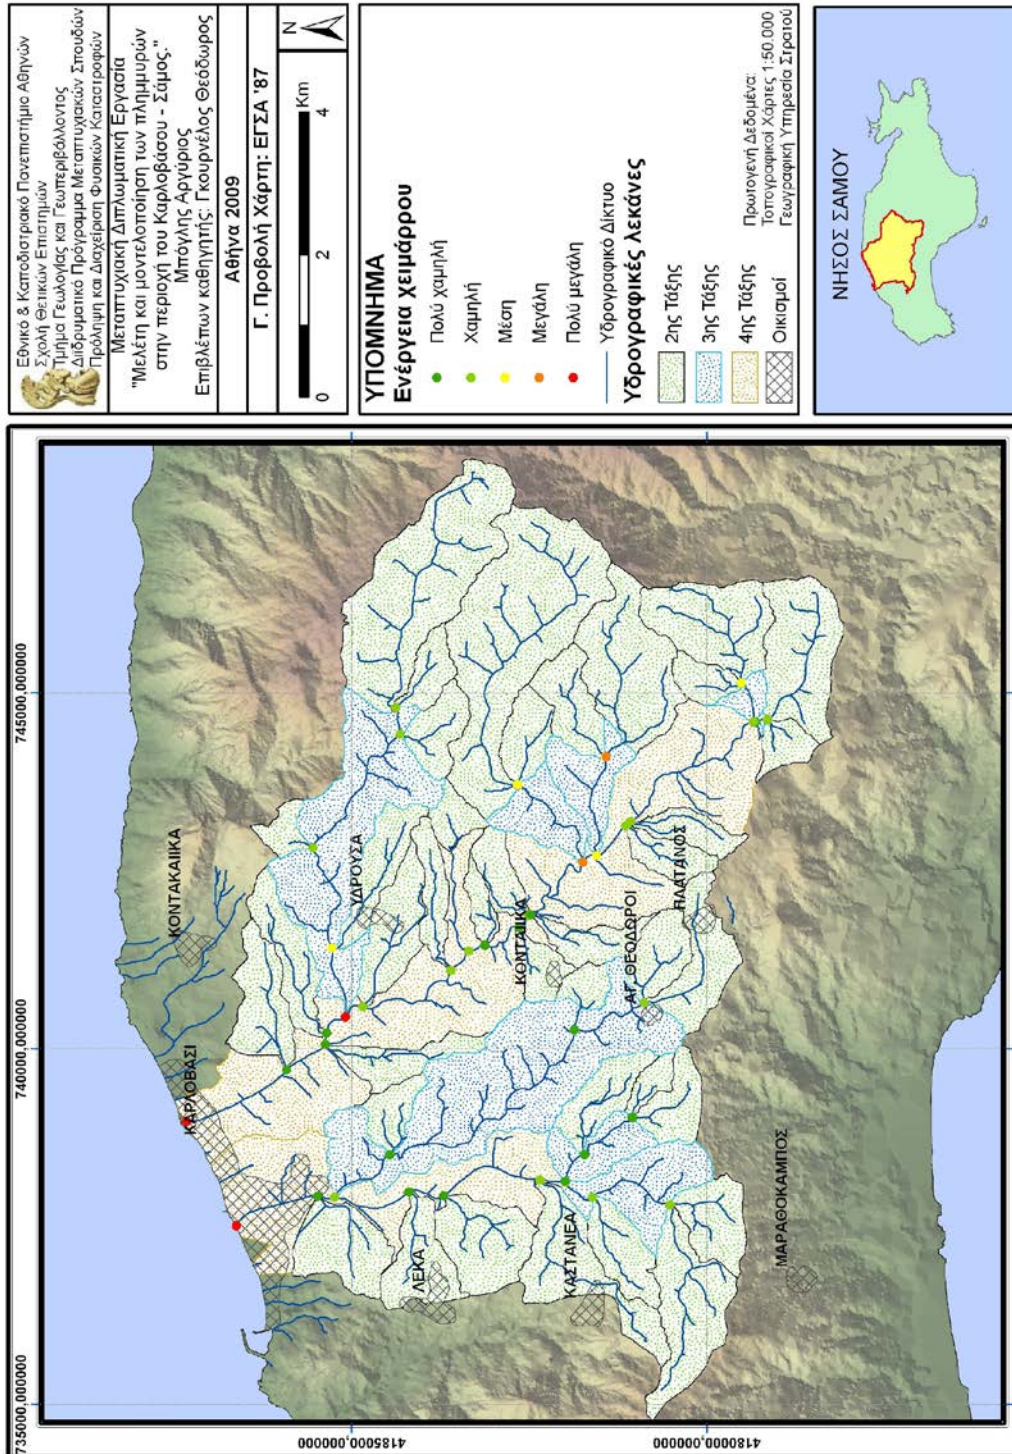 Εθνικό & Καποδιστριακό Πανεπιστήμιο Αθηνών
Σχολή Θετικών Επιστημών
Τμήμα Γεωλογίας και Γεωπεριβάλλοντος
Διϊδρυματικό Πρόγραμμα Μεταπτυχιακών Σπουδών
Πρόληψη και Διαχείριση Φυσικών Καταστροφών
Μεταπτυχιακή Διπλωματική Εργασία
"Μελέτη και μοντελοποίηση των πλημμυρών
στην περιοχή του Καρλοβάσου - Σάμος."
Μπόγλης Αργύριος
Επιβλέπων καθηγητής: Γκουρνέλος Θεόδωρος
Αθήνα 2009
Γ. Προβολή Χάρτη: ΕΓΣΑ '87
N
0 2 4 Km
ΥΠΟΜΝΗΜΑ
Ενέργεια χειμάρρου
Πολύ χαμηλή
Χαμηλή
Μέση
Μεγάλη
Πολύ μεγάλη
Υδρογραφικό Δίκτυο
Υδρογραφικές λεκάνες
2ης Τάξης
3ης Τάξης
4ης Τάξης
Οικισμοί
Πρωτογενή Δεδομένα:
Τοπογραφικοί Χάρτες 1:50.000
Γεωγραφική Υπηρεσία Στρατού
ΝΗΣΟΣ ΣΑΜΟΥ
735000,000000
740000,000000
745000,000000
4185000,000000
4180000,000000
ΚΑΡΛΟΒΑΣΙ
ΚΟΝΤΑΚΑΙΙΚΑ
ΥΔΡΟΥΣΑ
ΛΕΚΑ
ΚΟΝΤΑΙΙΚΑ
ΚΑΣΤΑΝΕΑ
ΑΓ. ΘΕΟΔΩΡΟΙ
ΠΛΑΤΑΝΟΣ
ΜΑΡΑΘΟΚΑΜΠΟΣ